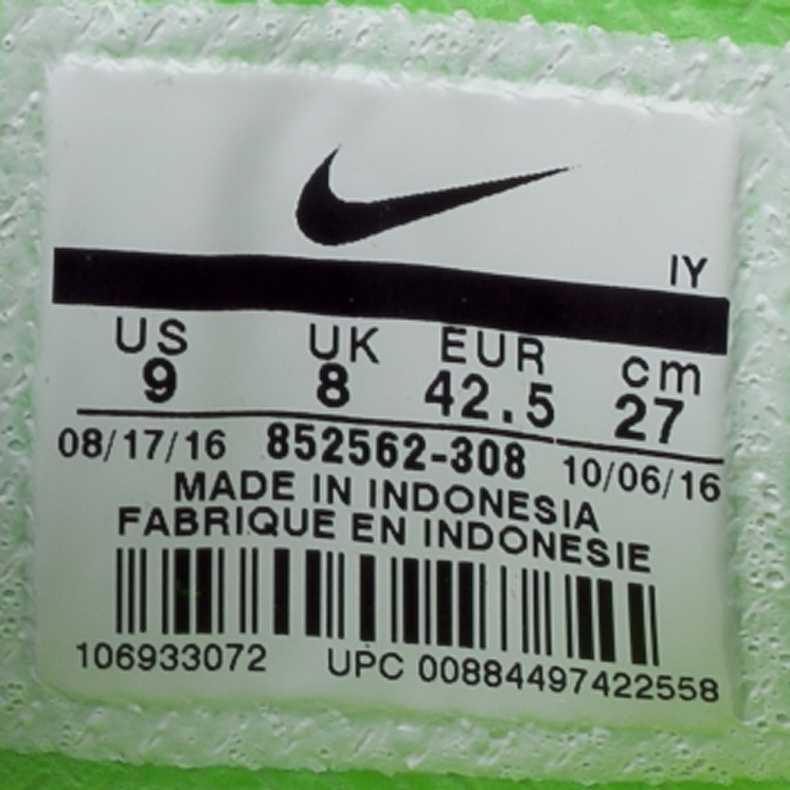 IY
US UK EUR cm
9 8 42.5 27
08/17/16 852562-308 10/06/16
MADE IN INDONESIA
FABRIQUE EN INDONESIE
106933072 UPC 00884497422558